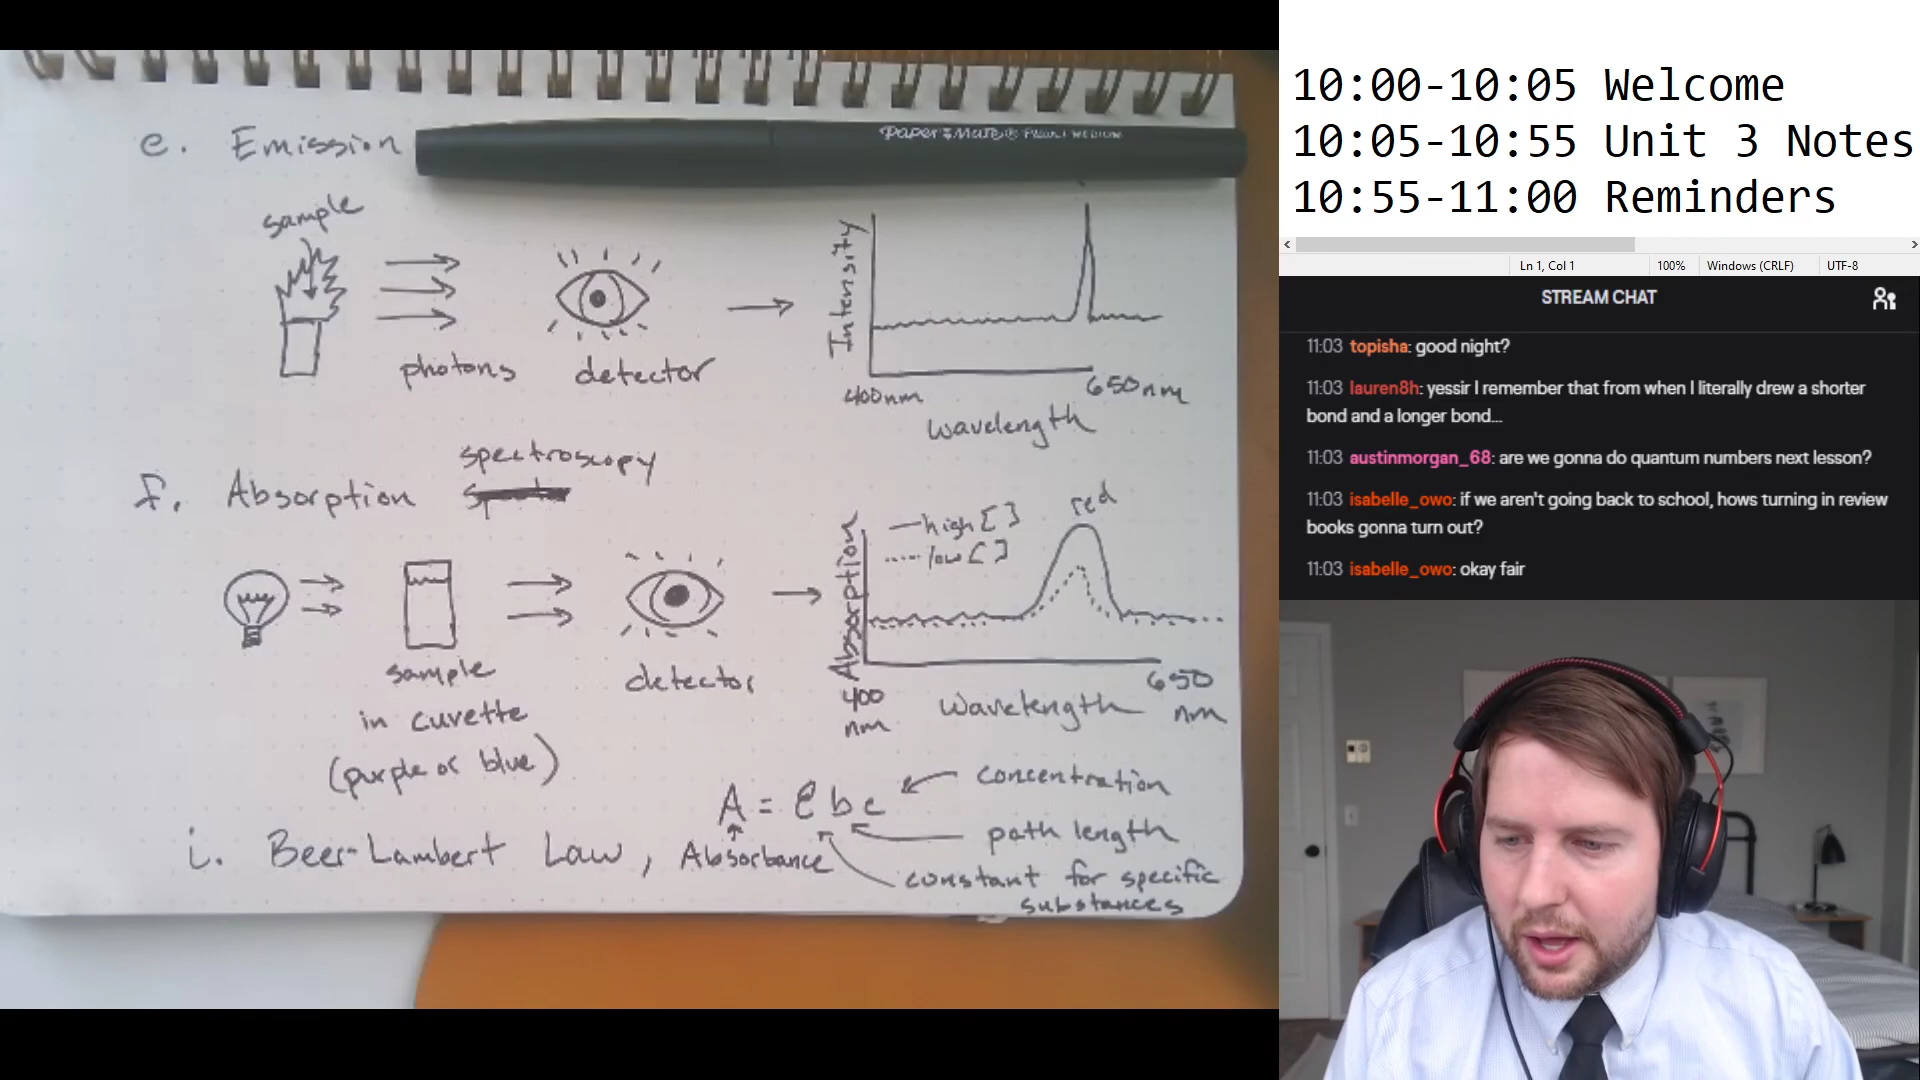 e. Emission
PAPER MATE FLAIR MEDIUM
sample
photons
detector
Intensity
400nm
650nm
wavelength
f. Absorption spectroscopy
high [ ]
low [ ]
red
Absorption
400
nm
650
nm
Wavelength
sample
in cuvette
(purple or blue)
detector
A = ε b c
concentration
path length
constant for specific
substances
i. Beer-Lambert Law, Absorbance
10:00-10:05 Welcome
10:05-10:55 Unit 3 Notes
10:55-11:00 Reminders
Ln 1, Col 1
100%
Windows (CRLF)
UTF-8
STREAM CHAT
11:03 topisha: good night?
11:03 lauren8h: yessir I remember that from when I literally drew a shorter
bond and a longer bond...
11:03 austinmorgan_68: are we gonna do quantum numbers next lesson?
11:03 isabelle_owo: if we aren't going back to school, hows turning in review
books gonna turn out?
11:03 isabelle_owo: okay fair